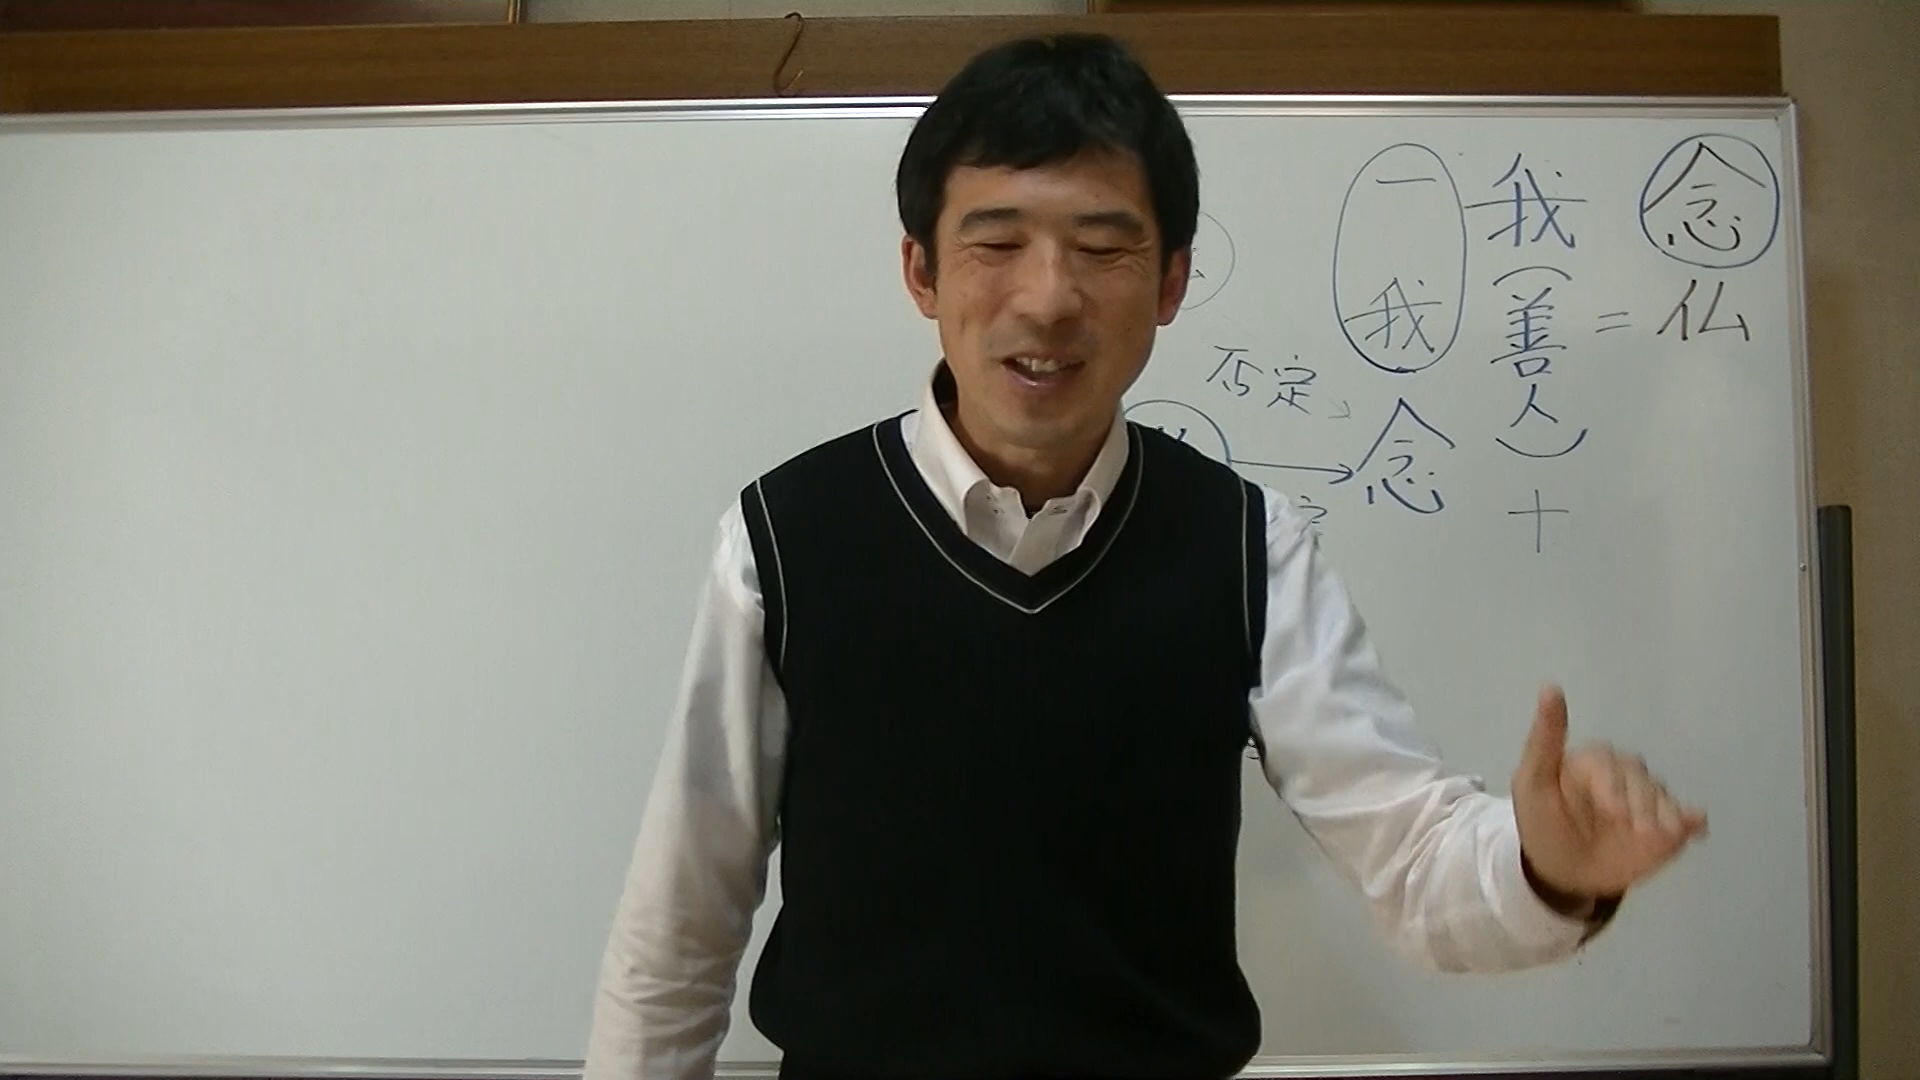 念仏
=
我(善人)+
一我
念
否定